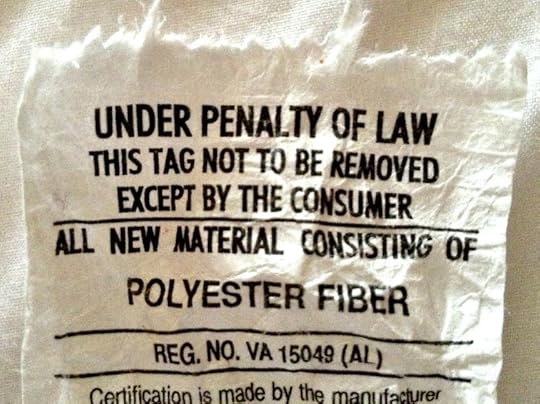 UNDER PENALTY OF LAW
THIS TAG NOT TO BE REMOVED
EXCEPT BY THE CONSUMER
ALL NEW MATERIAL CONSISTING OF
POLYESTER FIBER
REG. NO. VA 15049 (AL)
Certification is made by the manufacturer